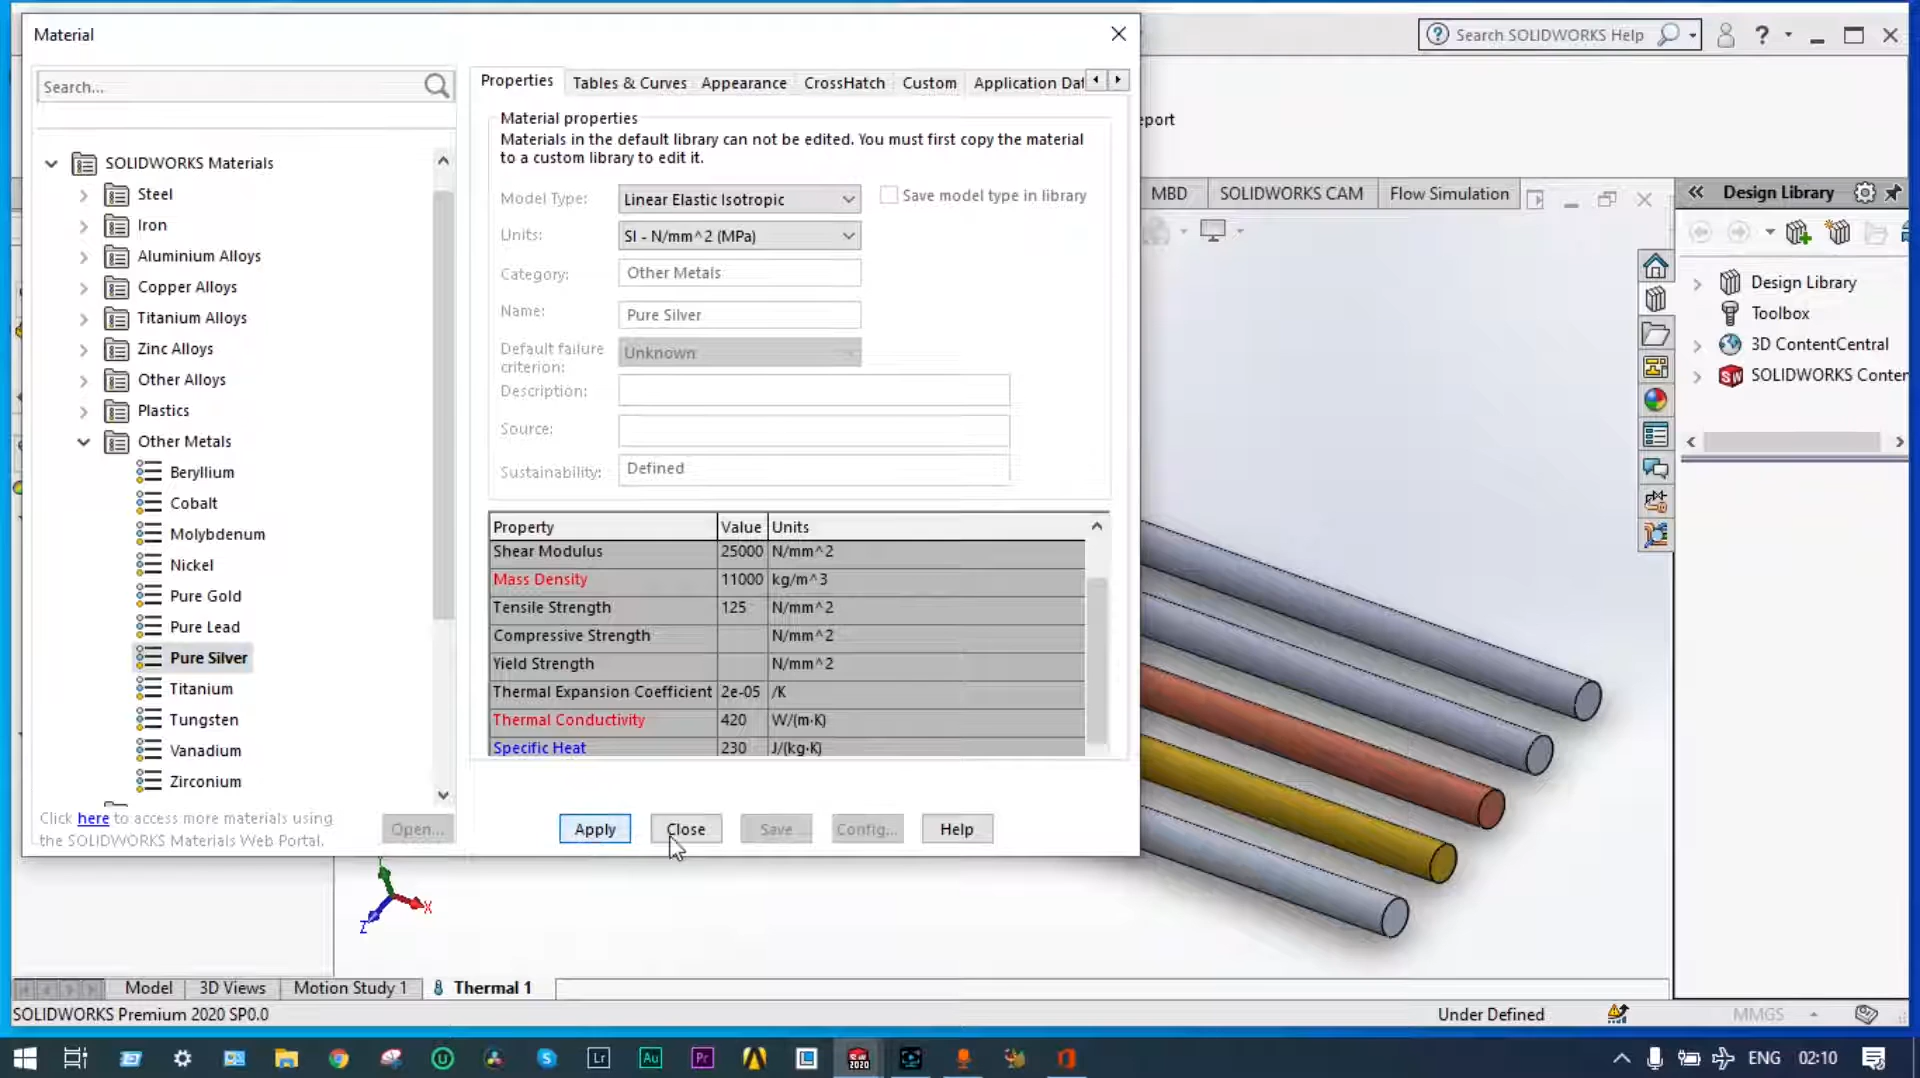 Material
Search...
SOLIDWORKS Materials
Steel
Iron
Aluminium Alloys
Copper Alloys
Titanium Alloys
Zinc Alloys
Other Alloys
Plastics
Other Metals
Beryllium
Cobalt
Molybdenum
Nickel
Pure Gold
Pure Lead
Pure Silver
Titanium
Tungsten
Vanadium
Zirconium
Click here to access more materials using
the SOLIDWORKS Materials Web Portal.
Open...
Properties Tables & Curves Appearance CrossHatch Custom Application Dat
Material properties
Materials in the default library can not be edited. You must first copy the material
to a custom library to edit it.
Model Type: Linear Elastic Isotropic Save model type in library
Units: SI - N/mm^2 (MPa)
Category: Other Metals
Name: Pure Silver
Default failure
criterion: Unknown
Description:
Source:
Sustainability: Defined
Property Value Units
Shear Modulus 25000 N/mm^2
Mass Density 11000 kg/m^3
Tensile Strength 125 N/mm^2
Compressive Strength N/mm^2
Yield Strength N/mm^2
Thermal Expansion Coefficient 2e-05 /K
Thermal Conductivity 420 W/(m·K)
Specific Heat 230 J/(kg·K)
Apply Close Save... Config... Help
Search SOLIDWORKS Help
?
port
MBD SOLIDWORKS CAM Flow Simulation
Design Library
Design Library
Toolbox
3D ContentCentral
SOLIDWORKS Conten
X
Z
Model 3D Views Motion Study 1 Thermal 1
SOLIDWORKS Premium 2020 SP0.0
Under Defined
MMGS
Lr Au Pr
SW
2020
ENG 02:10